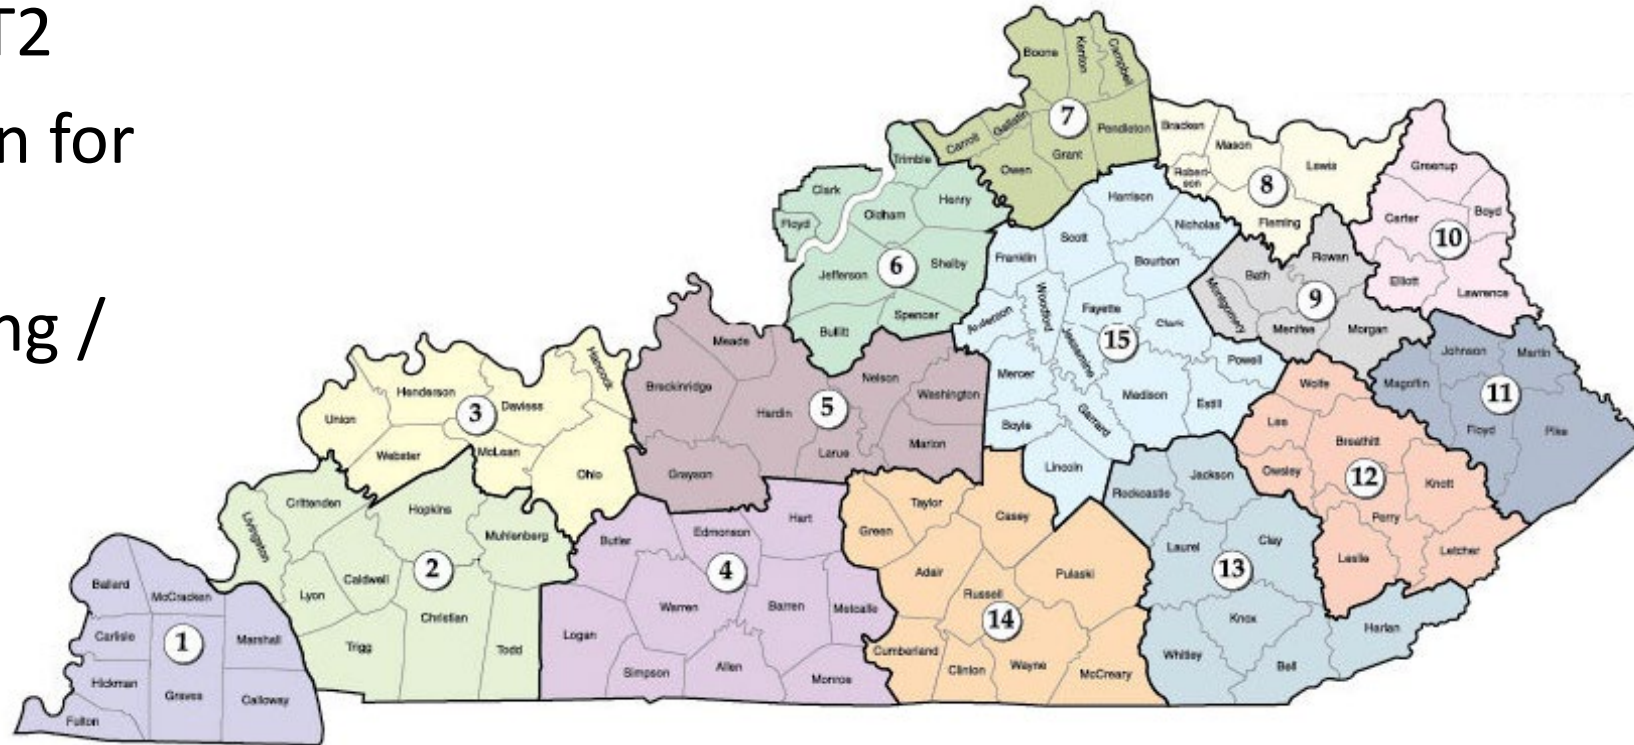 T2
n for
ng /
Boone
Kenton
Campbell
7
Carroll
Gallatin
Pendleton
Grant
Owen
Bracken
Mason
Lewis
Robert-
son
8
Fleming
Greenup
Carter
Boyd
10
Elliott
Lawrence
Trimble
Clark
Floyd
Oldham
Henry
Jefferson
6
Shelby
Bullitt
Spencer
Harrison
Nicholas
Scott
Franklin
Bourbon
Woodford
Fayette
Anderson
15
Clark
Jessamine
Mercer
Powell
Madison
Estill
Boyle
Garrard
Lincoln
Rowan
Bath
Montgomery
9
Menifee
Morgan
Johnson
Martin
Magoffin
11
Floyd
Pike
Meade
Breckinridge
Nelson
Washington
Hardin
5
Larue
Marion
Grayson
Hancock
Henderson
3
Daviess
Union
Webster
McLean
Ohio
Wolfe
Lee
Breathitt
Owsley
12
Knott
Perry
Leslie
Letcher
Crittenden
Livingston
Hopkins
Muhlenberg
2
Caldwell
Lyon
Christian
Trigg
Todd
Butler
Edmonson
Hart
4
Warren
Barren
Metcalfe
Logan
Simpson
Allen
Monroe
Taylor
Green
Casey
Adair
Pulaski
Russell
14
Cumberland
Clinton
Wayne
McCreary
Jackson
Rockcastle
Laurel
Clay
13
Knox
Whitley
Bell
Harlan
Ballard
McCracken
Carlisle
1
Marshall
Hickman
Graves
Calloway
Fulton